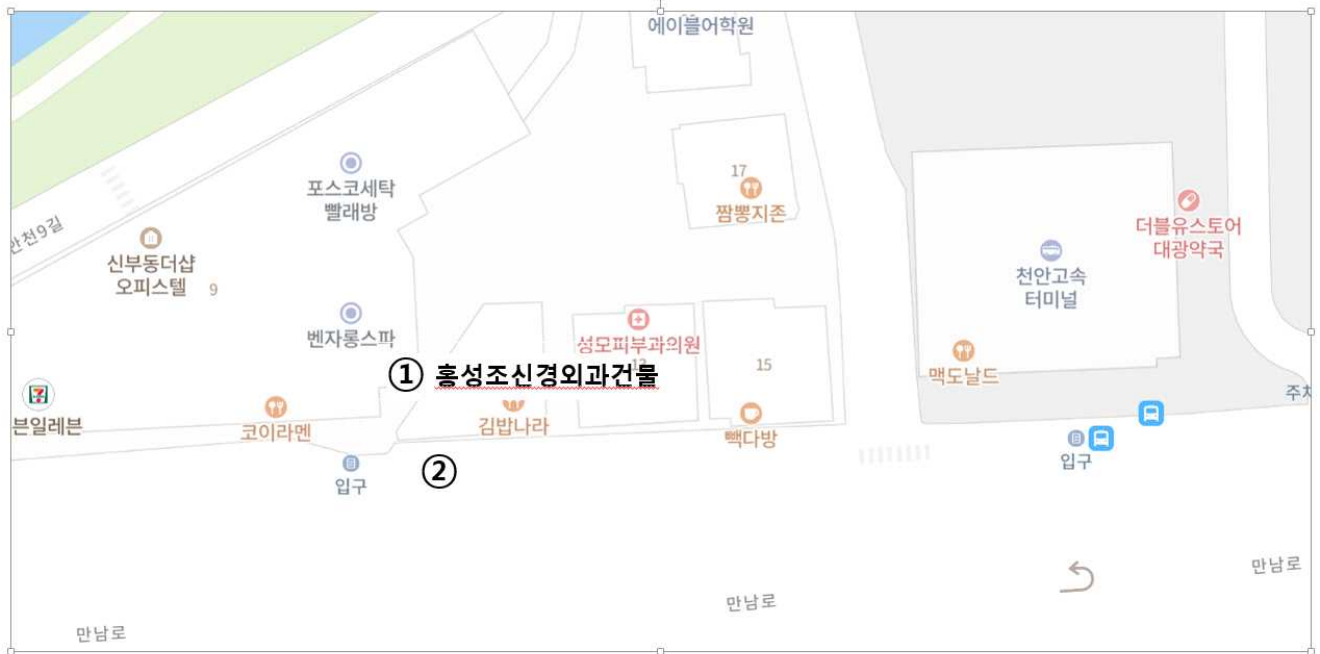 에이블어학원
포스코세탁
빨래방
17
짬뽕지존
더블유스토어
대광약국
안천9길
신부동더샵
오피스텔 9
천안고속
터미널
벤자롱스파
성모피부과의원
13
15
① 홍성조신경외과건물
맥도날드
주차
7
븐일레븐
코이라멘
김밥나라
빽다방
입구
입구
②
만남로
만남로
만남로